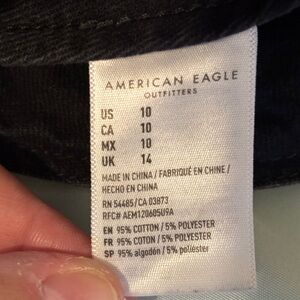 AMERICAN EAGLE
OUTFITTERS
US 10
CA 10
MX 10
UK 14
MADE IN CHINA / FABRIQUÉ EN CHINE /
HECHO EN CHINA
RN 54485/CA 03873
RFC# AEM120605U9A
EN 95% COTTON / 5% POLYESTER
FR 95% COTON / 5% POLYESTER
SP 95% algodón / 5% poliéster